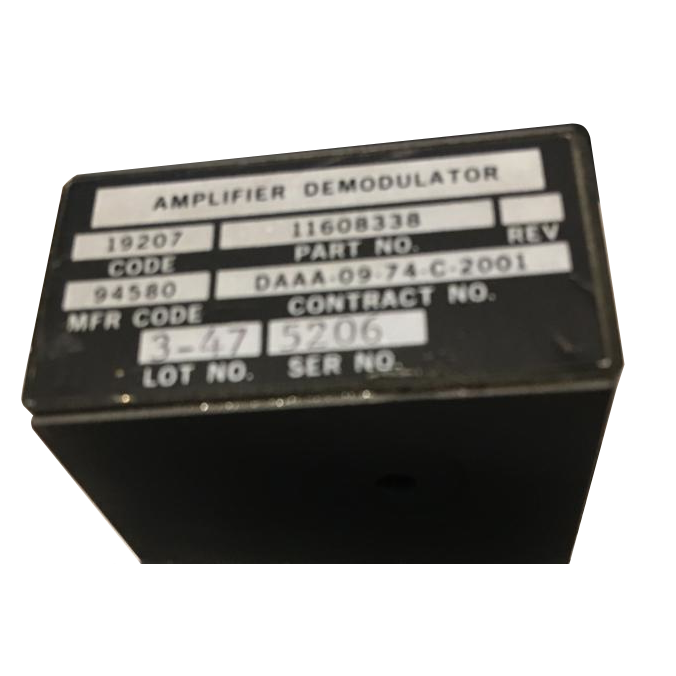 AMPLIFIER DEMODULATOR
19207 11608338
CODE PART NO. REV
94580 DAAA-09-74-C-2001
MFR CODE CONTRACT NO.
3-47 5206
LOT NO. SER NO.